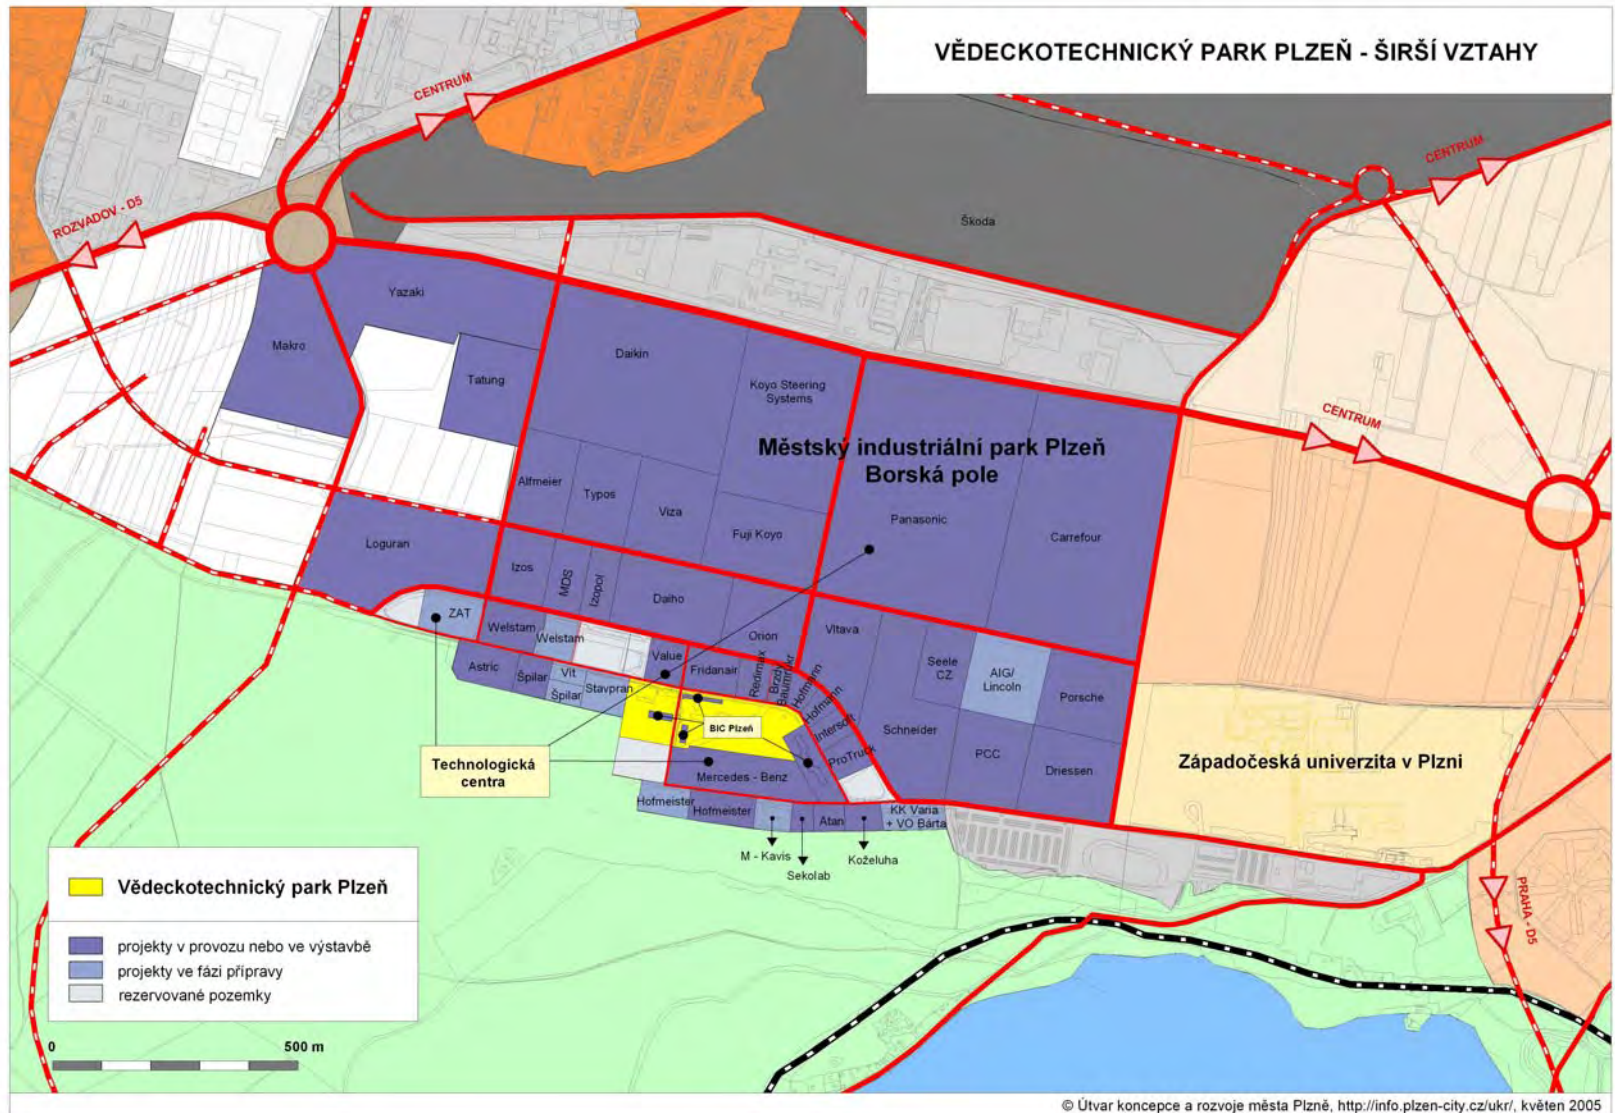 VĚDECKOTECHNICKÝ PARK PLZEŇ - ŠIRŠÍ VZTAHY
CENTRUM
CENTRUM
ROZVADOV - D5
Škoda
Yazaki
Makro
Daikin
Tatung
Koyo Steering
Systems
CENTRUM
Městský industriální park Plzeň
Borská pole
Alfmeier
Typos
Viza
Fuji Koyo
Panasonic
Carrefour
Loguran
Izos
MDS
Izopol
Daiho
Orion
Vltava
ZAT
Welstam
Welstam
Value
Fridanair
Redimax
Brzdy
Baumrukr
Hofmann
Hofmann
Intersoft
ProTruck
Seele
CZ
AIG/
Lincoln
Porsche
Astric
Špilar
Vít
Špilar
Stavpran
BIC Plzeň
Schneider
PCC
Driessen
Západočeská univerzita v Plzni
Technologická
centra
Mercedes - Benz
Hofmeister
Hofmeister
Atan
KK Varia
+ VO Bárta
M - Kavis
Sekolab
Koželuha
PRAHA - D5
Vědeckotechnický park Plzeň
projekty v provozu nebo ve výstavbě
projekty ve fázi přípravy
rezervované pozemky
0
500 m
© Útvar koncepce a rozvoje města Plzně, http://info.plzen-city.cz/ukr/, květen 2005